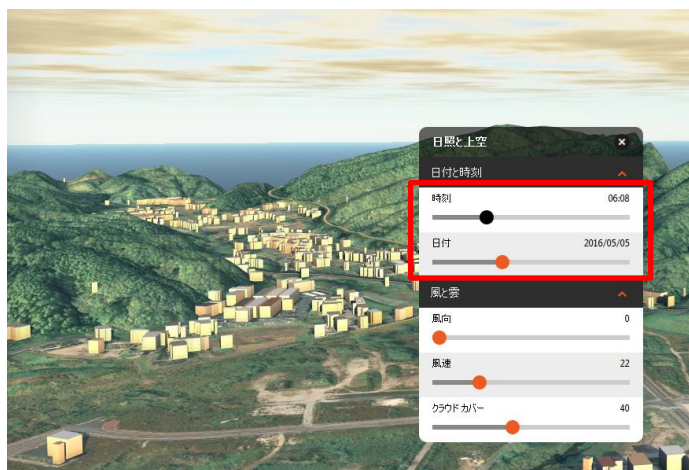 日照と上空 ×
日付と時刻
時刻 06:08
日付 2016/05/05
風と雲
風向 0
風速 22
クラウド カバー 40